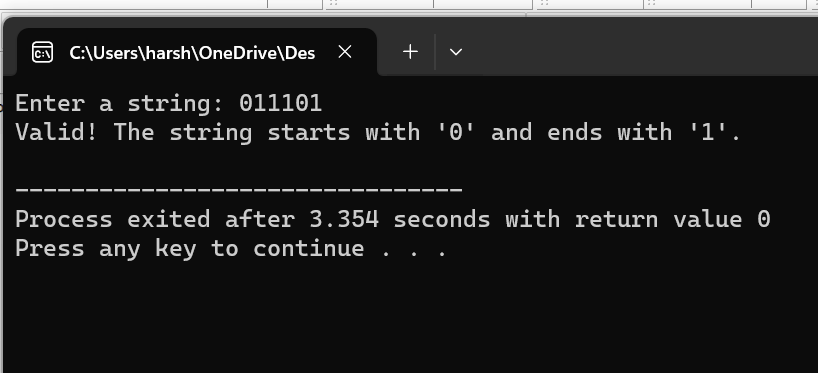 C:\Users\harsh\OneDrive\Des
Enter a string: 011101
Valid! The string starts with '0' and ends with '1'.
--------------------------------
Process exited after 3.354 seconds with return value 0
Press any key to continue . . .